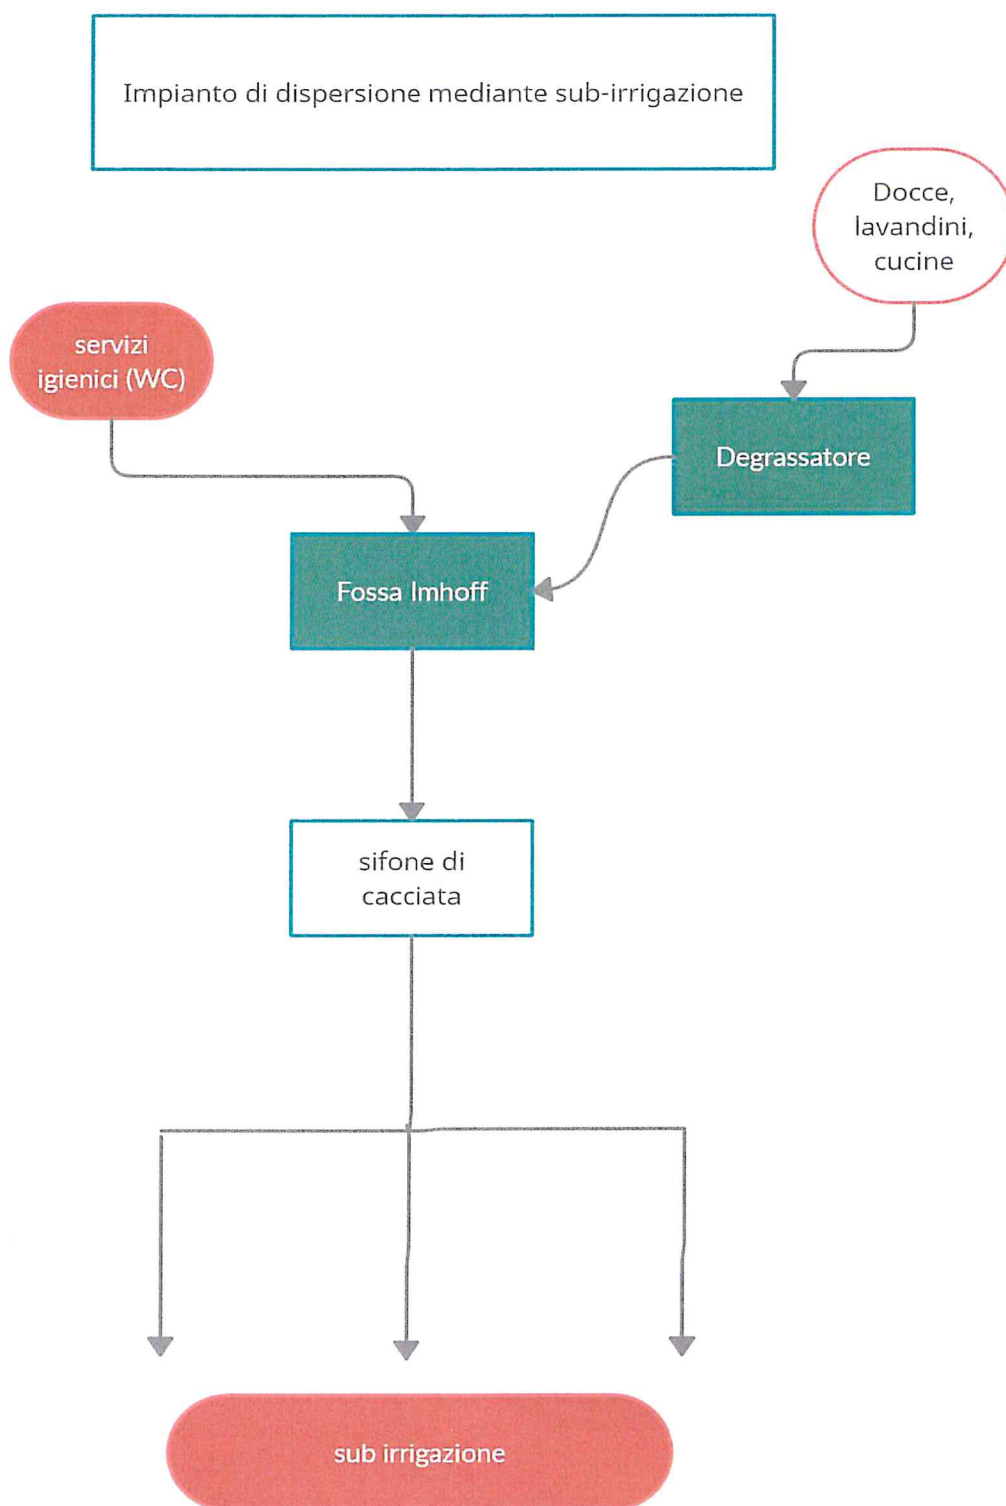 Impianto di dispersione mediante sub-irrigazione
Docce,
lavandini,
cucine
servizi
igienici (WC)
Degrassatore
Fossa Imhoff
sifone di
cacciata
sub irrigazione